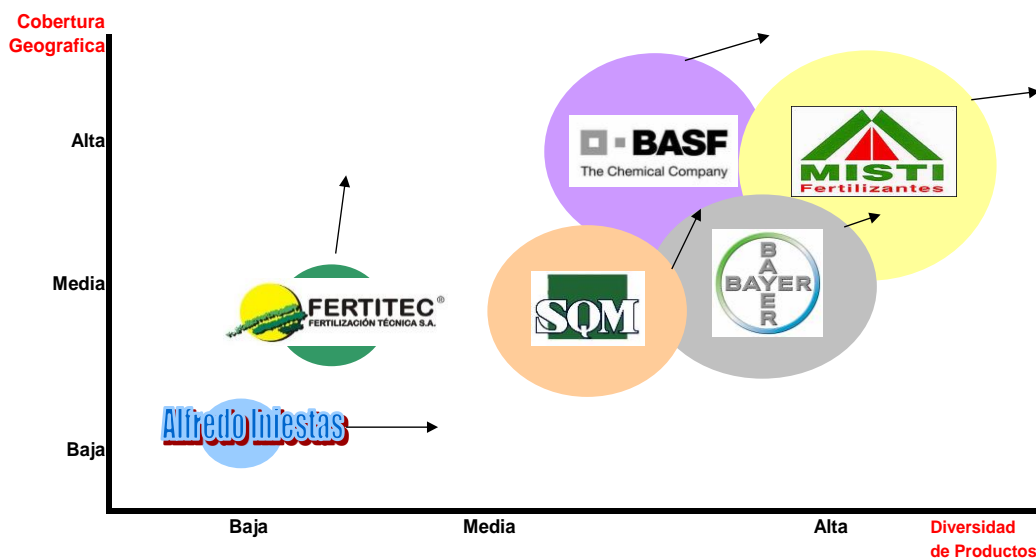 Cobertura
Geografica
Alta
BASF
The Chemical Company
MISTI
Fertilizantes
Media
FERTITEC®
FERTILIZACIÓN TÉCNICA S.A.
SQM
BAYER
BAYER
Alfredo Iniestas
Baja
Baja
Media
Alta
Diversidad
de Productos